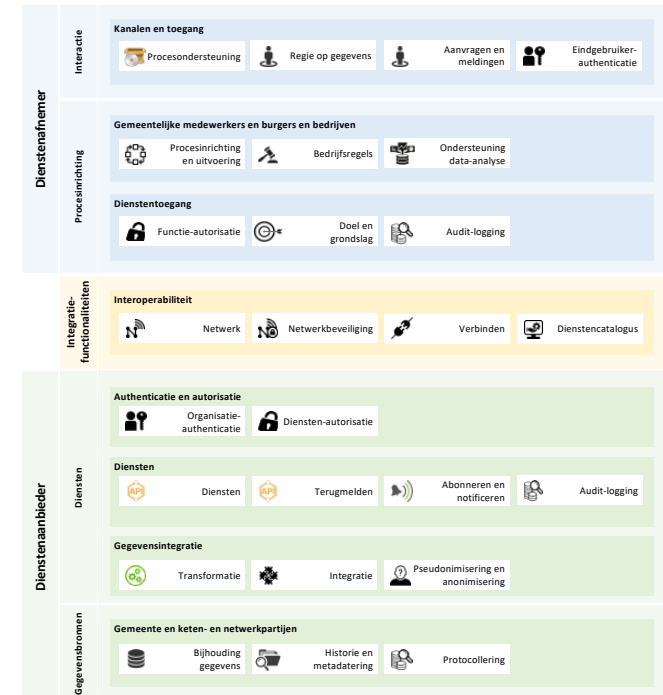 Dienstenafnemer
Interactie
Kanalen en toegang
Procesondersteuning
Regie op gegevens
Aanvragen en
meldingen
Eindgebruiker-
authenticatie
Procesinrichting
Gemeentelijke medewerkers en burgers en bedrijven
Procesinrichting
en uitvoering
Bedrijfsregels
Ondersteuning
data-analyse
Dienstentoegang
Functie-autorisatie
Doel en
grondslag
Audit-logging
Integratie-
functionaliteiten
Interoperabiliteit
Netwerk
Netwerkbeveiliging
Verbinden
Dienstencatalogus
Dienstenaanbieder
Diensten
Authenticatie en autorisatie
Organisatie-
authenticatie
Diensten-autorisatie
Diensten
API
Diensten
API
Terugmelden
Abonneren en
notificeren
Audit-logging
Gegevensintegratie
Transformatie
Integratie
Pseudonimisering en
anonimisering
Gegevensbronnen
Gemeente en keten- en netwerkpartijen
Bijhouding
gegevens
Historie en
metadatering
Protocollering